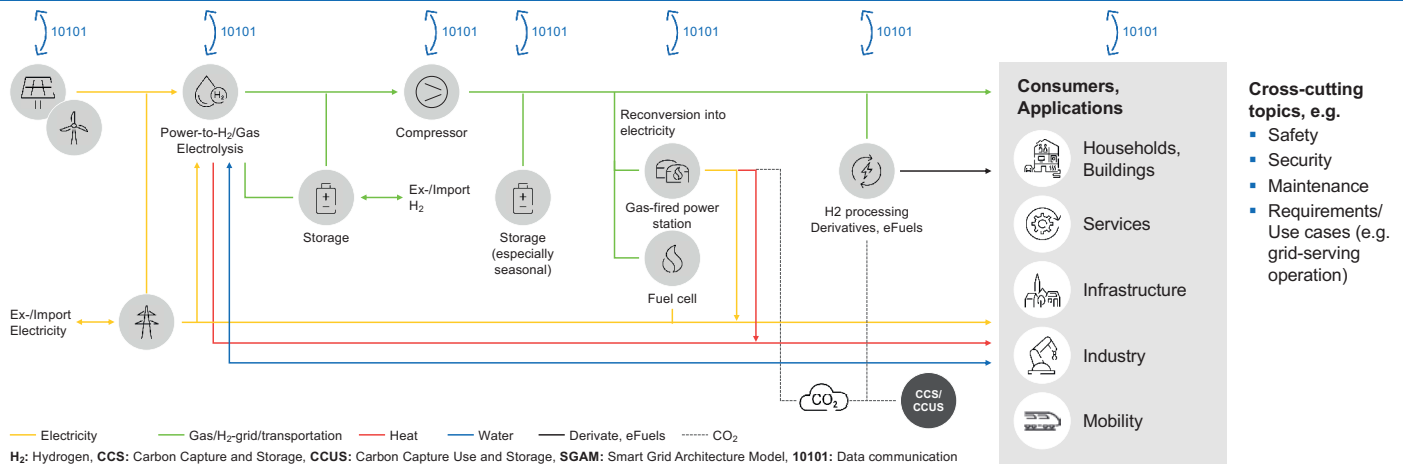 10101
10101
10101
10101
10101
10101
10101
H₂
Power-to-H₂/Gas
Electrolysis
Compressor
Reconversion into
electricity
Storage
Ex-/Import
H₂
Storage
(especially
seasonal)
Gas-fired power
station
Fuel cell
H2 processing
Derivatives, eFuels
Ex-/Import
Electricity
CO₂
CCS/
CCUS
Consumers,
Applications
Households,
Buildings
Services
Infrastructure
Industry
Mobility
Cross-cutting
topics, e.g.
▪ Safety
▪ Security
▪ Maintenance
▪ Requirements/
Use cases (e.g.
grid-serving
operation)
Electricity
Gas/H₂-grid/transportation
Heat
Water
Derivate, eFuels
CO₂
H₂: Hydrogen, CCS: Carbon Capture and Storage, CCUS: Carbon Capture Use and Storage, SGAM: Smart Grid Architecture Model, 10101: Data communication